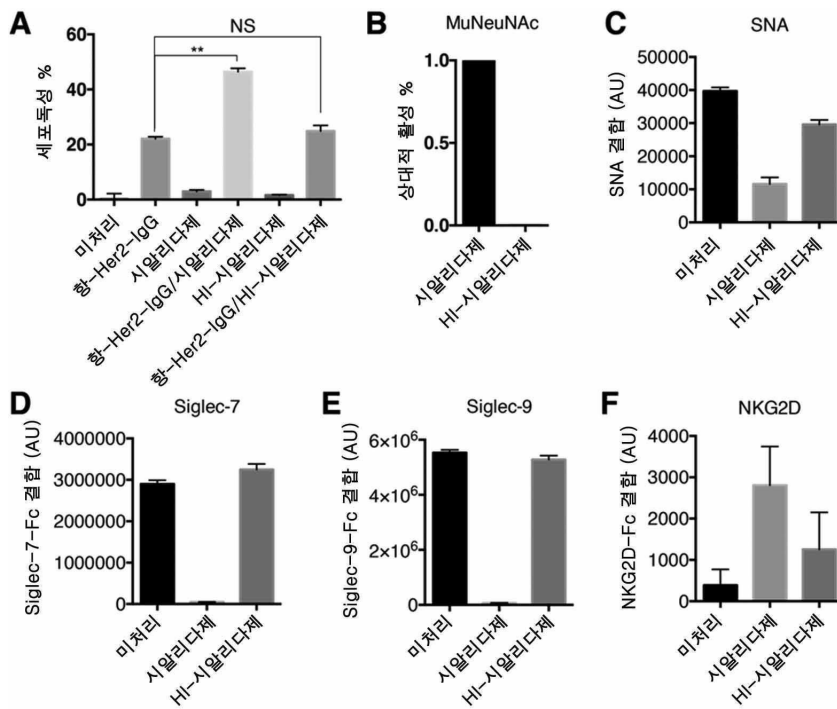 A
NS
**
세포독성 %
60
40
20
0
미처리
항-Her2-IgG
시알리다제
항-Her2-IgG/시알리다제
HI-시알리다제
항-Her2-IgG/HI-시알리다제
B
MuNeuNAc
상대적 활성 %
1.0
0.5
0.0
시알리다제
HI-시알리다제
C
SNA
SNA 결합 (AU)
50000
40000
30000
20000
10000
0
미처리
시알리다제
HI-시알리다제
D
Siglec-7
Siglec-7-Fc 결합 (AU)
4000000
3000000
2000000
1000000
0
미처리
시알리다제
HI-시알리다제
E
Siglec-9
Siglec-9-Fc 결합 (AU)
6×10⁶
4×10⁶
2×10⁶
0
미처리
시알리다제
HI-시알리다제
F
NKG2D
NKG2D-Fc 결합 (AU)
4000
3000
2000
1000
0
미처리
시알리다제
HI-시알리다제